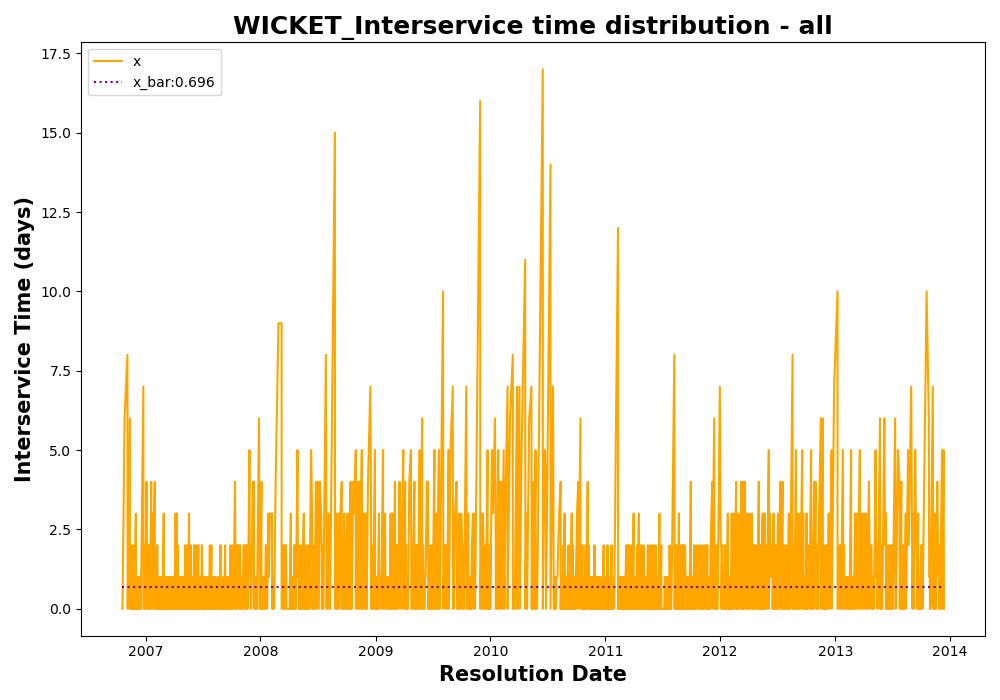 WICKET_Interservice time distribution - all
x
x_bar:0.696
Interservice Time (days)
17.5
15.0
12.5
10.0
7.5
5.0
2.5
0.0
2007 2008 2009 2010 2011 2012 2013 2014
Resolution Date